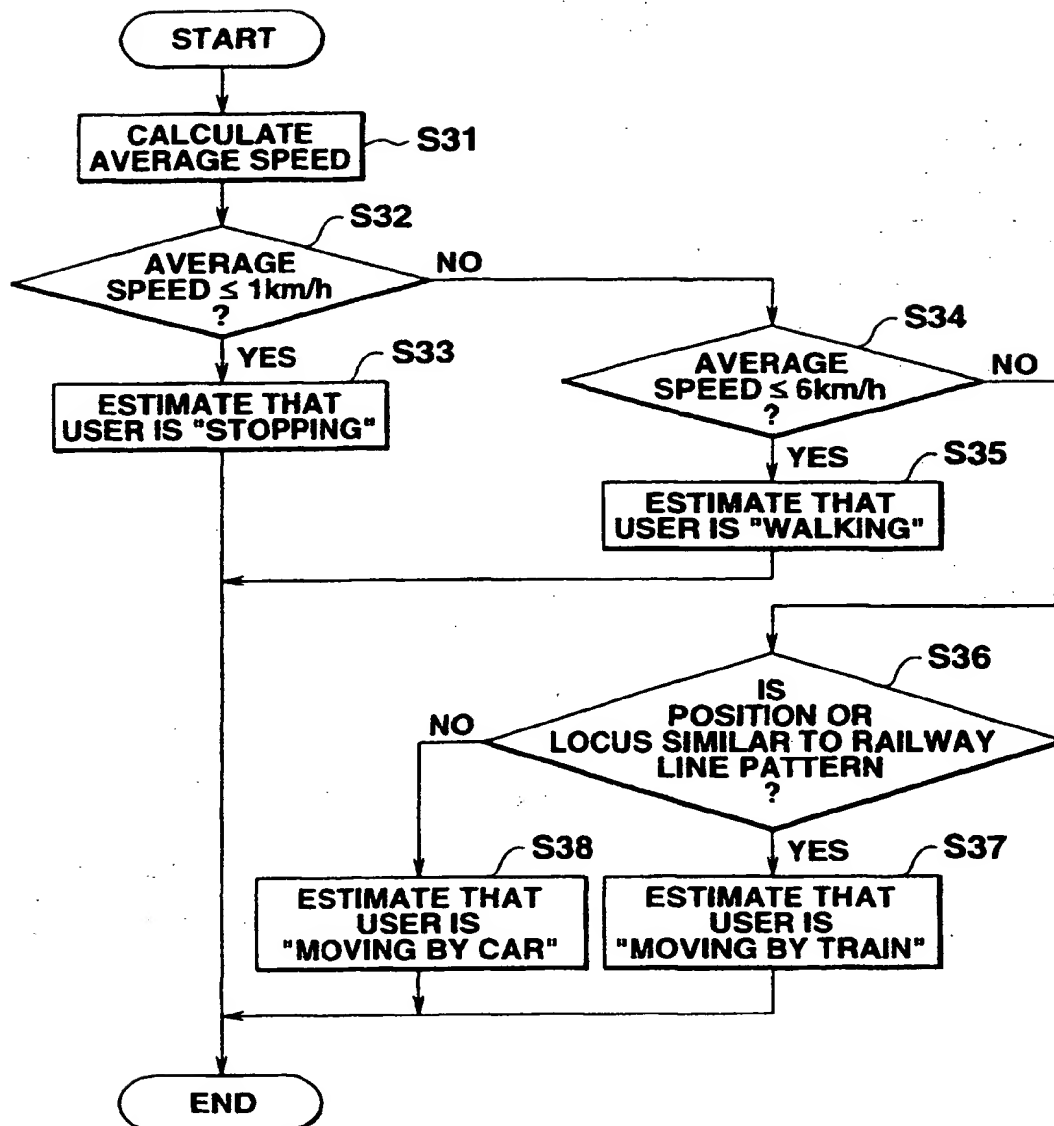 START
CALCULATE
AVERAGE SPEED
S31
S32
AVERAGE
SPEED ≤ 1km/h
?
NO
YES
S33
ESTIMATE THAT
USER IS "STOPPING"
S34
AVERAGE
SPEED ≤ 6km/h
?
NO
YES
S35
ESTIMATE THAT
USER IS "WALKING"
S36
IS
POSITION OR
LOCUS SIMILAR TO RAILWAY
LINE PATTERN
?
NO
YES
S38
ESTIMATE THAT
USER IS
"MOVING BY CAR"
S37
ESTIMATE THAT
USER IS
"MOVING BY TRAIN"
END